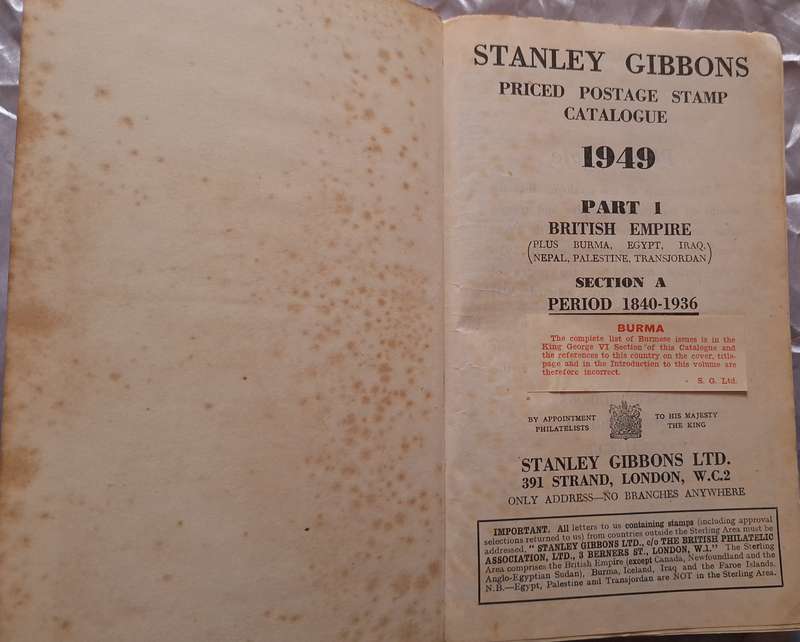 STANLEY GIBBONS
PRICED POSTAGE STAMP
CATALOGUE
1949
PART 1
BRITISH EMPIRE
(PLUS BURMA, EGYPT, IRAQ,
NEPAL, PALESTINE, TRANSJORDAN)
SECTION A
PERIOD 1840-1936
BURMA
The complete list of Burmese issues is in the
King George VI Section of this Catalogue and
the references to this country on the cover, title-
page and in the Introduction to this volume are
therefore incorrect.
- S. G. Ltd.
BY APPOINTMENT TO HIS MAJESTY
PHILATELISTS THE KING
STANLEY GIBBONS LTD.
391 STRAND, LONDON, W.C.2
ONLY ADDRESS—NO BRANCHES ANYWHERE
IMPORTANT. All letters to us containing stamps (including approval
selections returned to us) from countries outside the Sterling Area must be
addressed, "STANLEY GIBBONS LTD., c/o THE BRITISH PHILATELIC
ASSOCIATION, LTD., 3 BERNERS ST., LONDON, W.1." The Sterling
Area comprises the British Empire (except Canada, Newfoundland and the
Anglo-Egyptian Sudan), Burma, Iceland, Iraq and the Faroe Islands.
N.B.—Egypt, Palestine and Transjordan are NOT in the Sterling Area.